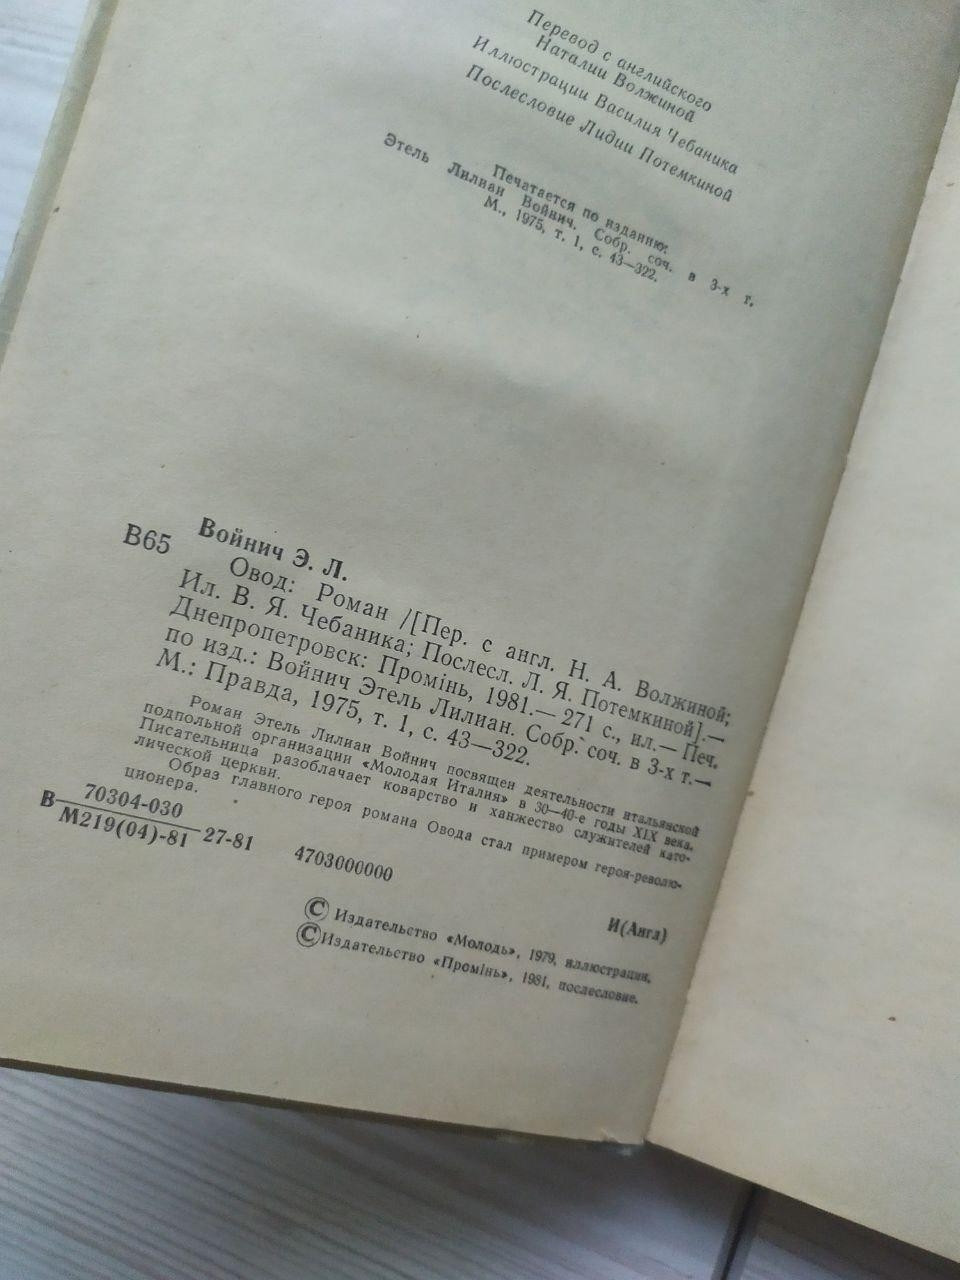 Перевод с английского
Наталии Волжиной
Иллюстрации Василия Чебаника
Послесловие Лидии Потемкиной
Печатается по изданию:
Этель Лилиан Войнич. Собр. соч. в 3-х т.
М., 1975, т. 1, с. 43—322.
Войнич Э. Л.
В65 Овод: Роман /[Пер. с англ. Н. А. Волжиной;
Ил. В. Я. Чебаника; Послесл. Л. Я. Потемкиной].—
Днепропетровск: Промінь, 1981.— 271 с., ил.— Печ.
по изд.: Войнич Этель Лилиан. Собр. соч. в 3-х т.—
М.: Правда, 1975, т. 1, с. 43—322.
Роман Этель Лилиан Войнич посвящен деятельности итальянской
подпольной организации «Молодая Италия» в 30—40-е годы XIX века.
Писательница разоблачает коварство и ханжество служителей като-
лической церкви.
Образ главного героя романа Овода стал примером героя-револю-
ционера.
В 70304-030
М219(04)-81 27-81 4703000000
И(Англ)
© Издательство «Молодь», 1979, иллюстрации.
© Издательство «Промінь», 1981, послесловие.